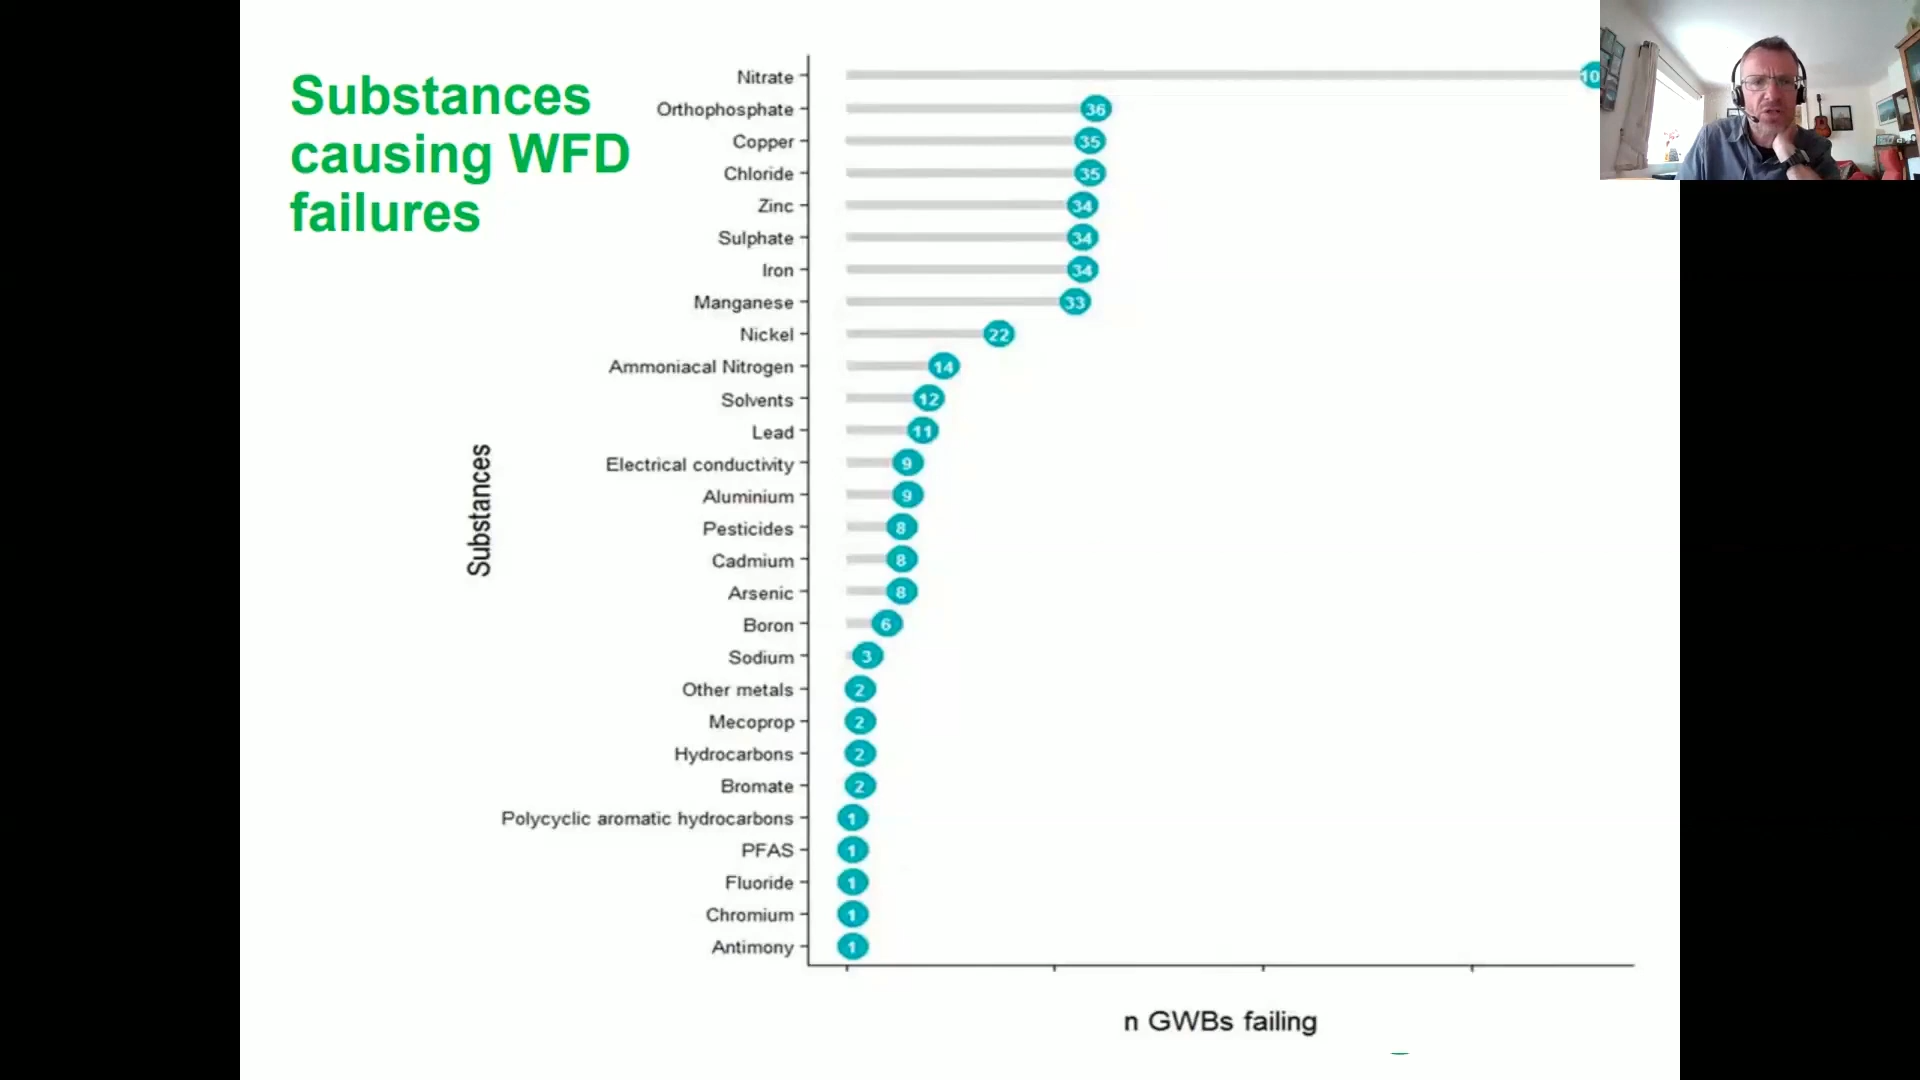 Substances
causing WFD
failures
Substances
Nitrate
Orthophosphate 36
Copper 35
Chloride 35
Zinc 34
Sulphate 34
Iron 34
Manganese 33
Nickel 22
Ammoniacal Nitrogen 14
Solvents 12
Lead 11
Electrical conductivity 9
Aluminium 9
Pesticides 8
Cadmium 8
Arsenic 8
Boron 6
Sodium 3
Other metals 2
Mecoprop 2
Hydrocarbons 2
Bromate 2
Polycyclic aromatic hydrocarbons 1
PFAS 1
Fluoride 1
Chromium 1
Antimony 1
n GWBs failing